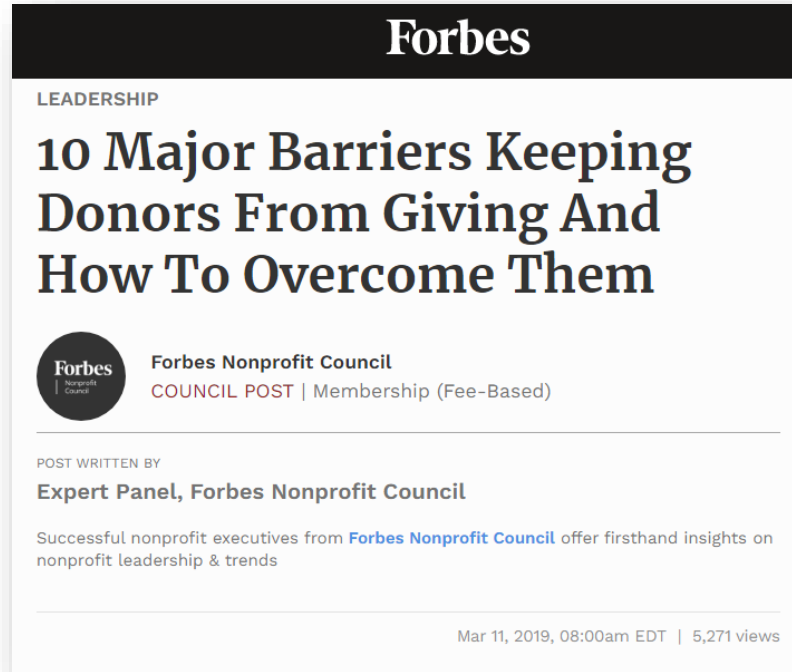 Forbes
LEADERSHIP
10 Major Barriers Keeping
Donors From Giving And
How To Overcome Them
Forbes
Nonprofit
Council
Forbes Nonprofit Council
COUNCIL POST | Membership (Fee-Based)
POST WRITTEN BY
Expert Panel, Forbes Nonprofit Council
Successful nonprofit executives from Forbes Nonprofit Council offer firsthand insights on
nonprofit leadership & trends
Mar 11, 2019, 08:00am EDT | 5,271 views